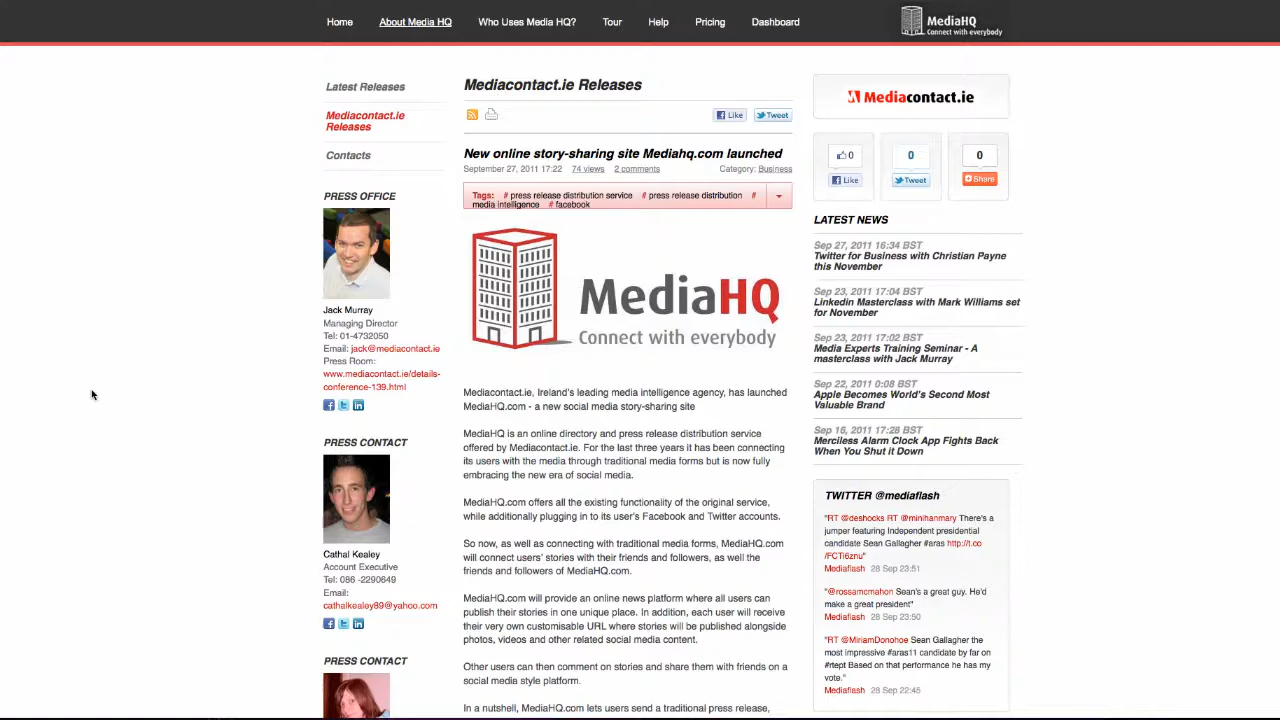 Home About Media HQ Who Uses Media HQ? Tour Help Pricing Dashboard
MediaHQ
Connect with everybody
Latest Releases
Mediacontact.ie
Releases
Contacts
PRESS OFFICE
Jack Murray
Managing Director
Tel: 01-4732050
Email: jack@mediacontact.ie
Press Room:
www.mediacontact.ie/details-
conference-139.html
PRESS CONTACT
Cathal Kealey
Account Executive
Tel: 086 -2290649
Email:
cathalkealey89@yahoo.com
PRESS CONTACT
Mediacontact.ie Releases
Like Tweet
New online story-sharing site Mediahq.com launched
September 27, 2011 17:22 74 views 2 comments Category: Business
Tags: # press release distribution service # press release distribution #
media intelligence # facebook
MediaHQ
Connect with everybody
Mediacontact.ie, Ireland's leading media intelligence agency, has launched
MediaHQ.com - a new social media story-sharing site
MediaHQ is an online directory and press release distribution service
offered by Mediacontact.ie. For the last three years it has been connecting
its users with the media through traditional media forms but is now fully
embracing the new era of social media.
MediaHQ.com offers all the existing functionality of the original service,
while additionally plugging in to its user's Facebook and Twitter accounts.
So now, as well as connecting with traditional media forms, MediaHQ.com
will connect users' stories with their friends and followers, as well the
friends and followers of MediaHQ.com.
MediaHQ.com will provide an online news platform where all users can
publish their stories in one unique place. In addition, each user will receive
their very own customisable URL where stories will be published alongside
photos, videos and other related social media content.
Other users can then comment on stories and share them with friends on a
social media style platform.
In a nutshell, MediaHQ.com lets users send a traditional press release,
Mediacontact.ie
0 0 0
Like Tweet Share
LATEST NEWS
Sep 27, 2011 16:34 BST
Twitter for Business with Christian Payne
this November
Sep 23, 2011 17:04 BST
Linkedin Masterclass with Mark Williams set
for November
Sep 23, 2011 17:02 BST
Media Experts Training Seminar - A
masterclass with Jack Murray
Sep 22, 2011 0:08 BST
Apple Becomes World's Second Most
Valuable Brand
Sep 16, 2011 17:28 BST
Merciless Alarm Clock App Fights Back
When You Shut it Down
TWITTER @mediaflash
"RT @deshocks RT @minihanmary There's a
jumper featuring Independent presidential
candidate Sean Gallagher #aras http://t.co
/FCTi6znu"
Mediaflash 28 Sep 23:51
"@rossamcmahon Sean's a great guy. He'd
make a great president"
Mediaflash 28 Sep 23:50
"RT @MiriamDonohoe Sean Gallagher the
most impressive #aras11 candidate by far on
#rtept Based on that performance he has my
vote."
Mediaflash 28 Sep 22:45